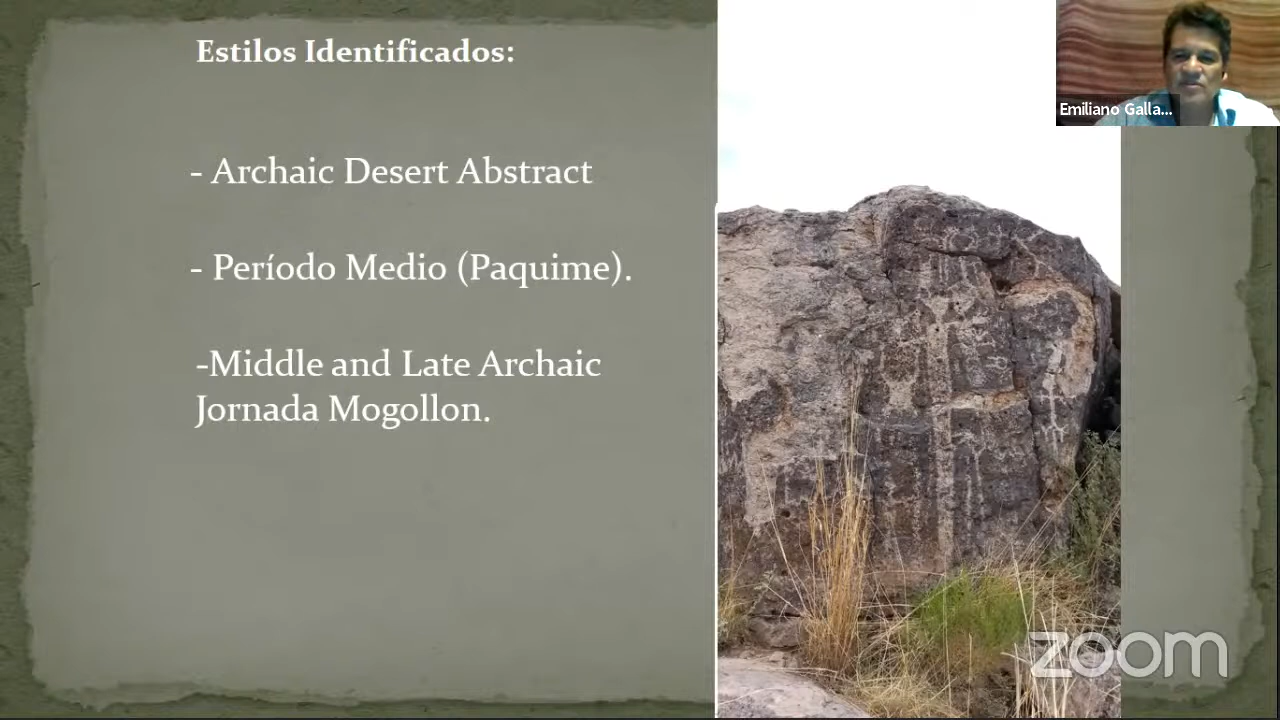 Estilos Identificados:
- Archaic Desert Abstract
- Período Medio (Paquime).
-Middle and Late Archaic
Jornada Mogollon.
Emiliano Galla...
zoom